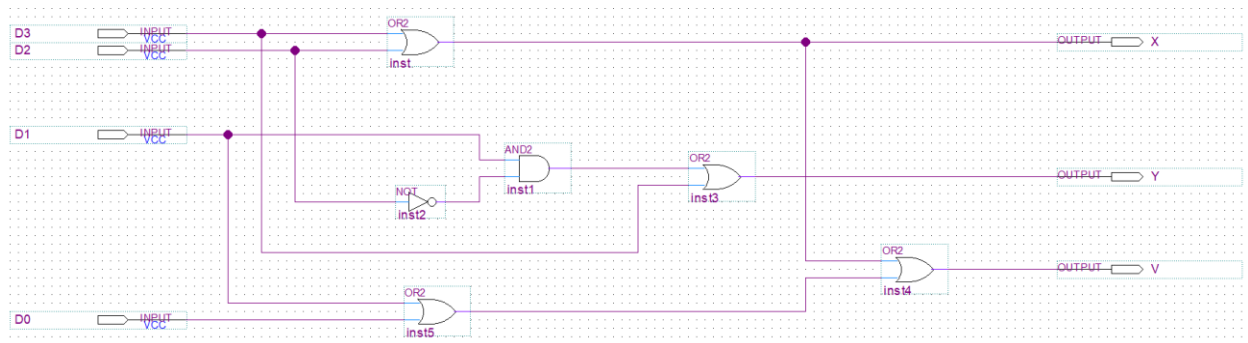 OR2
D3 INPUT VCC
D2 INPUT VCC
inst
OUTPUT X
D1 INPUT VCC
AND2
inst1
OR2
inst3
OUTPUT Y
NOT
inst2
OR2
inst4
OUTPUT V
OR2
inst5
D0 INPUT VCC